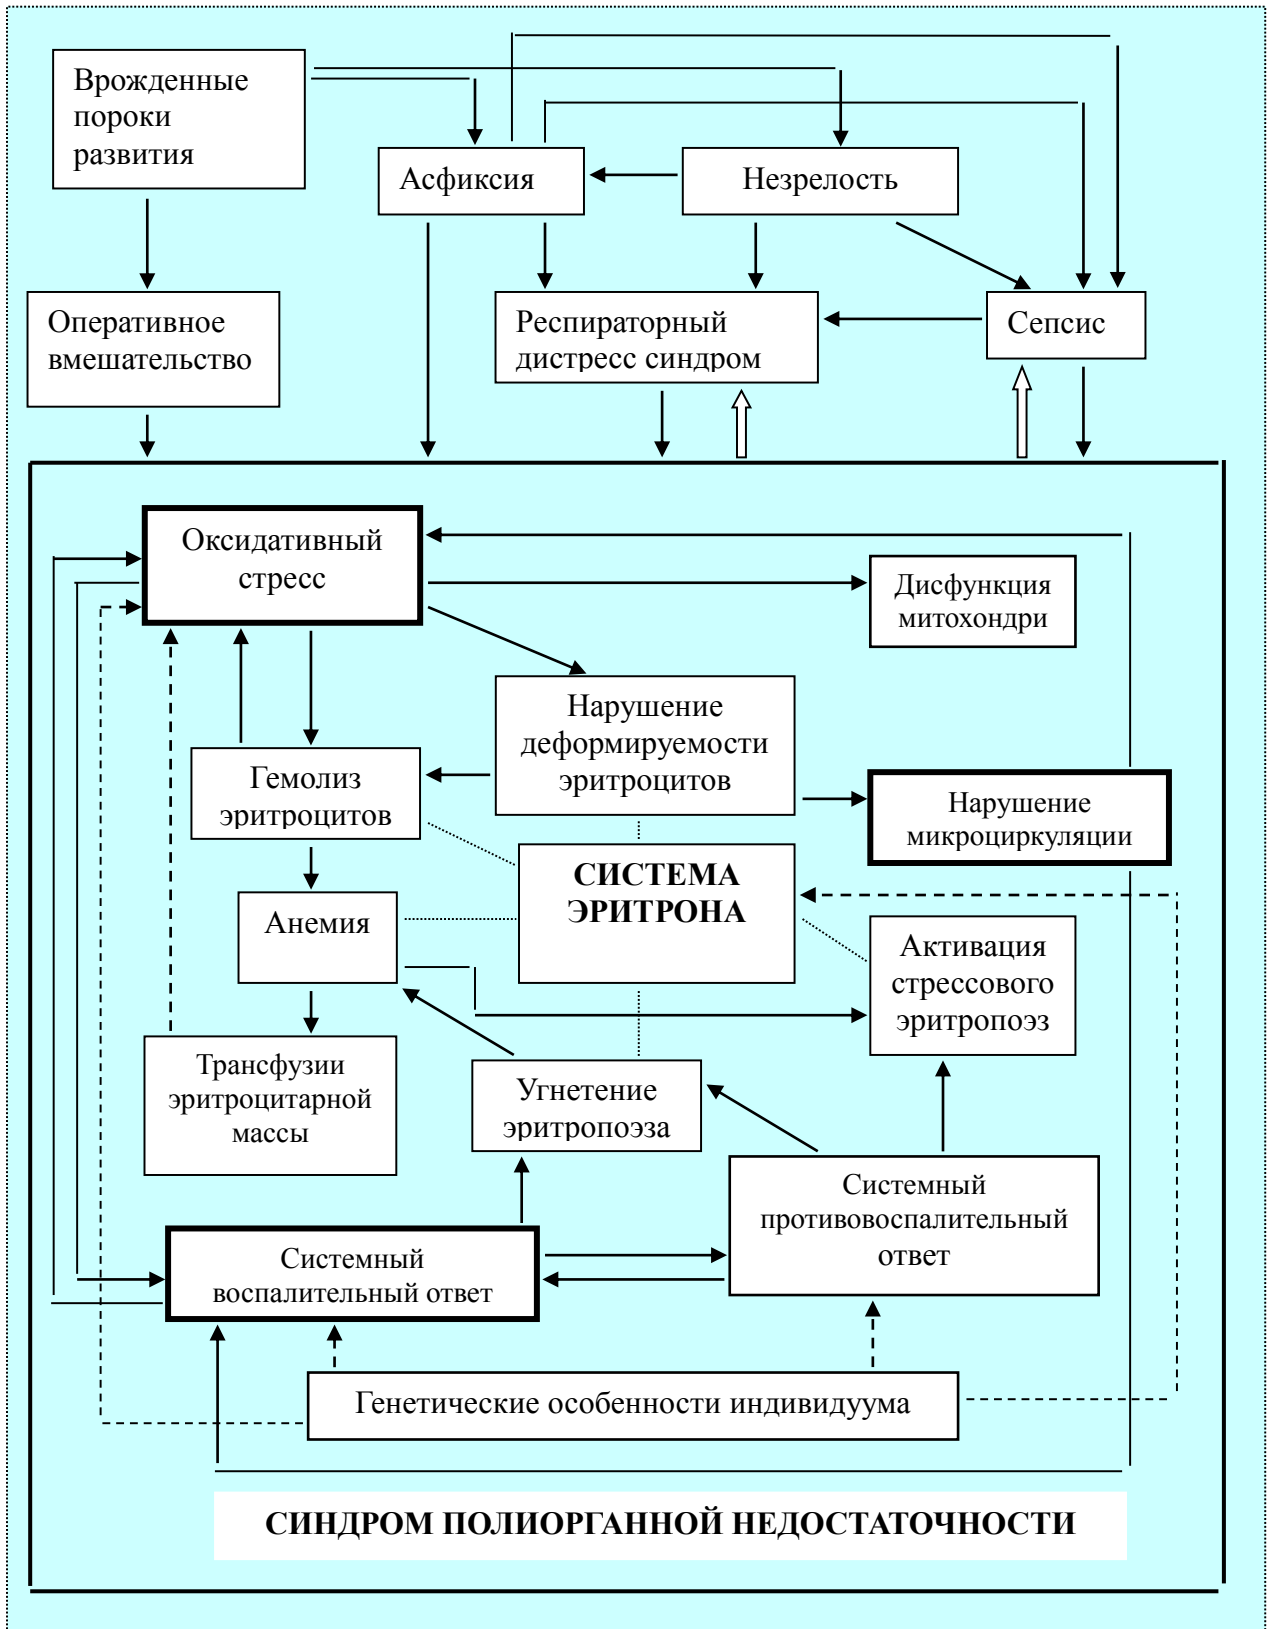 Врожденные
пороки
развития
Асфиксия
Незрелость
Оперативное
вмешательство
Респираторный
дистресс синдром
Сепсис
Оксидативный
стресс
Дисфункция
митохондри
Нарушение
деформируемости
эритроцитов
Гемолиз
эритроцитов
Нарушение
микроциркуляции
СИСТЕМА
ЭРИТРОНА
Анемия
Активация
стрессового
эритропоэз
Трансфузии
эритроцитарной
массы
Угнетение
эритропоэза
Системный
противовоспалительный
ответ
Системный
воспалительный ответ
Генетические особенности индивидуума
СИНДРОМ ПОЛИОРГАННОЙ НЕДОСТАТОЧНОСТИ